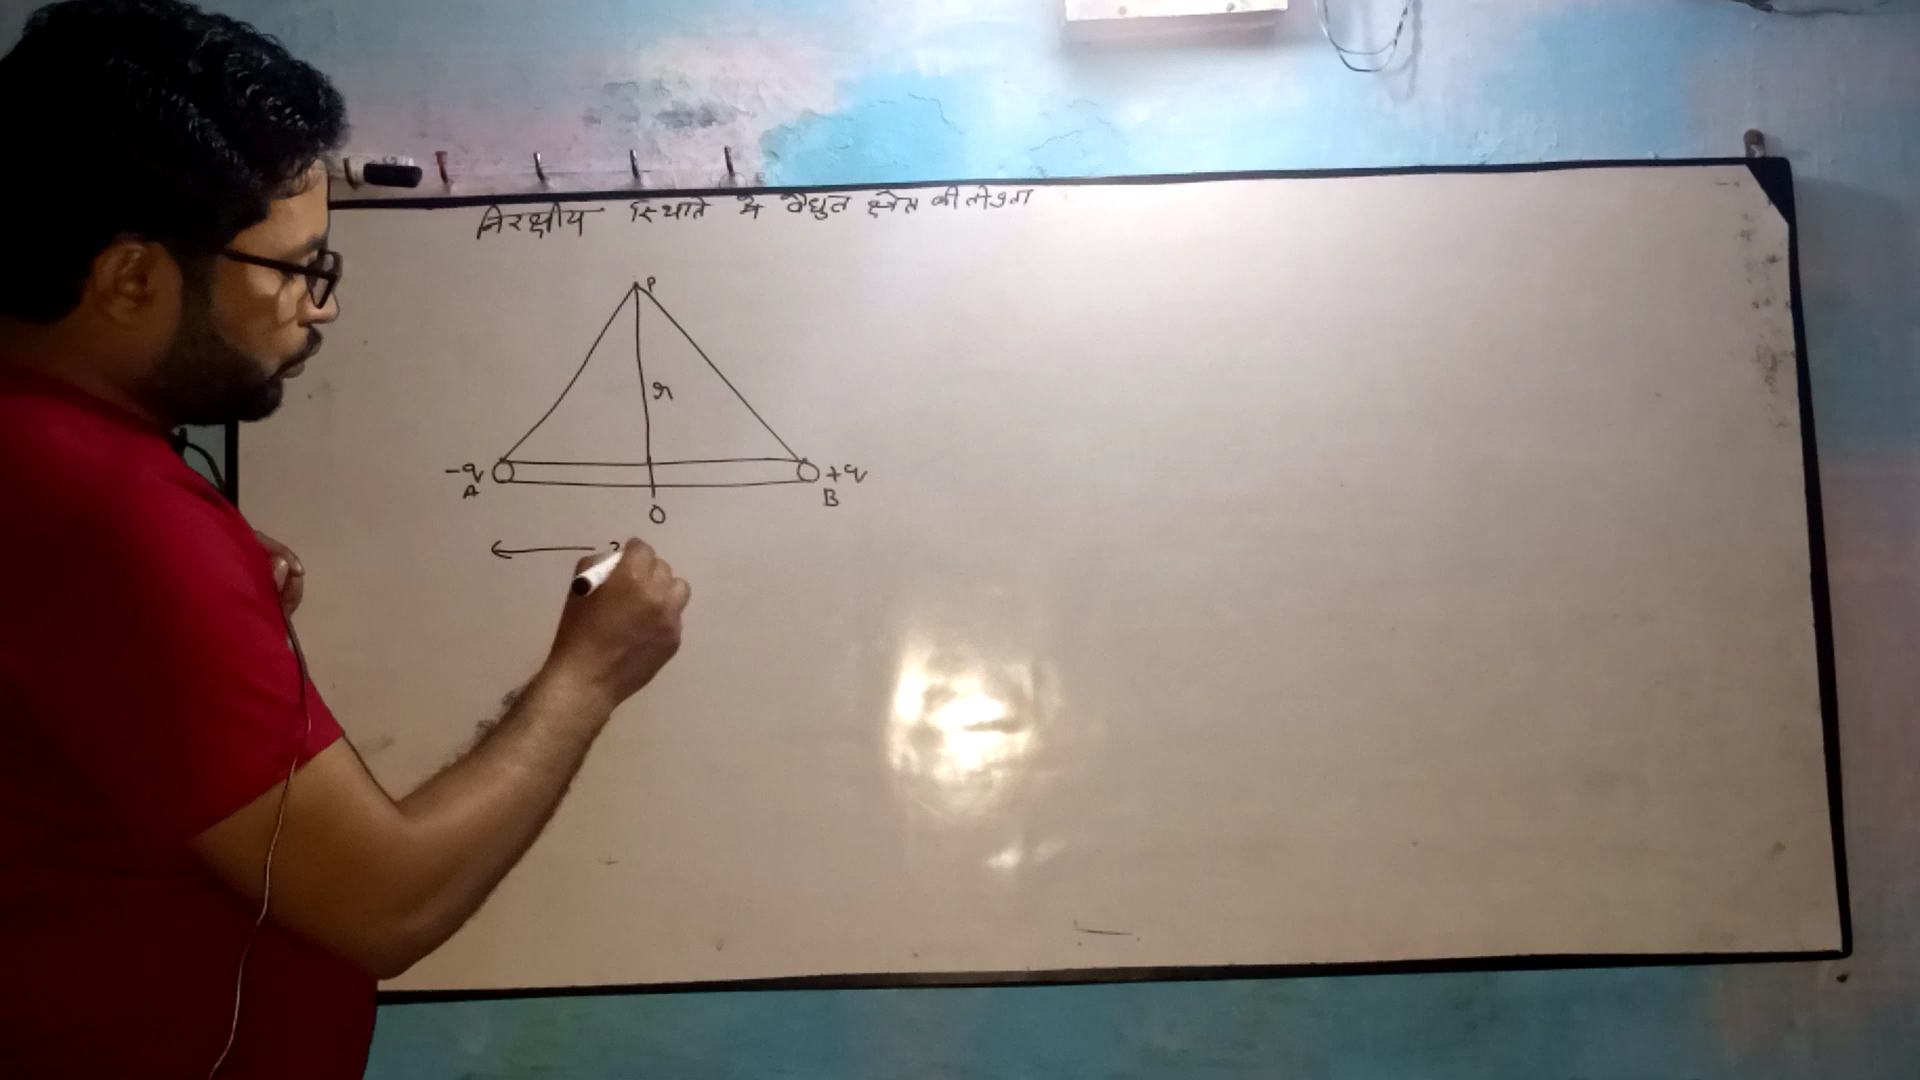 निरक्षीय स्थिति में वैद्युत क्षेत्र की तीव्रता
P
r
-q +q
A B
O